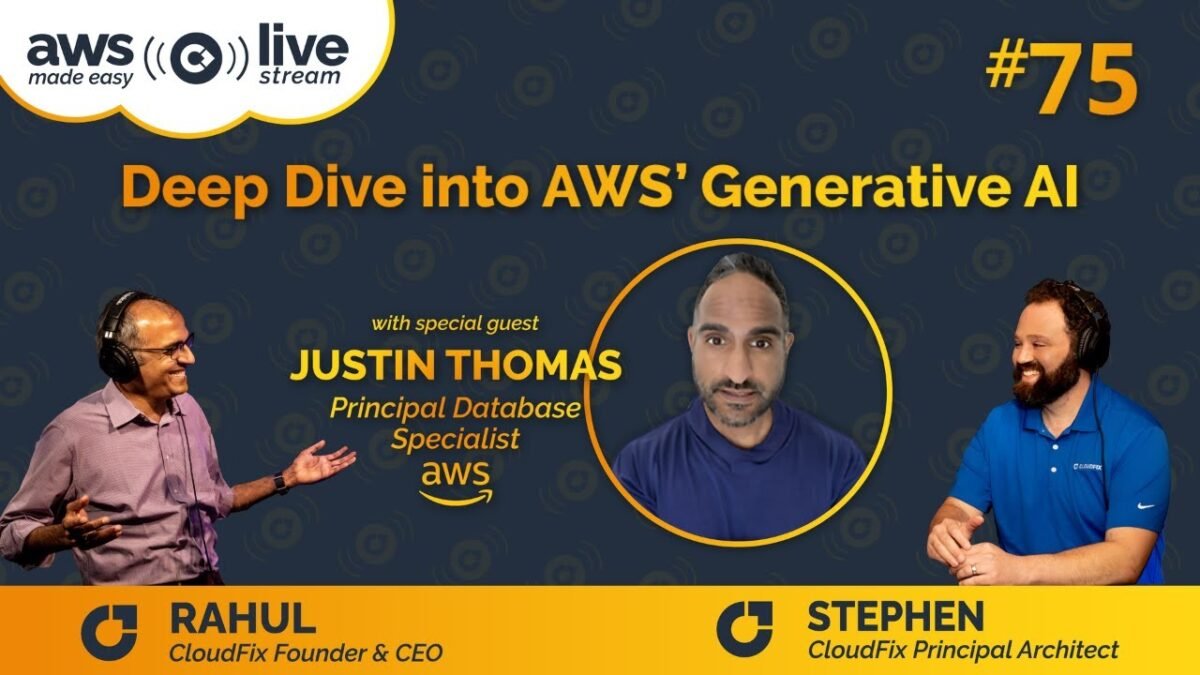 aws live
made easy stream
#75
Deep Dive into AWS’ Generative AI
with special guest
JUSTIN THOMAS
Principal Database
Specialist
aws
CLOUDFIX
RAHUL
CloudFix Founder & CEO
STEPHEN
CloudFix Principal Architect